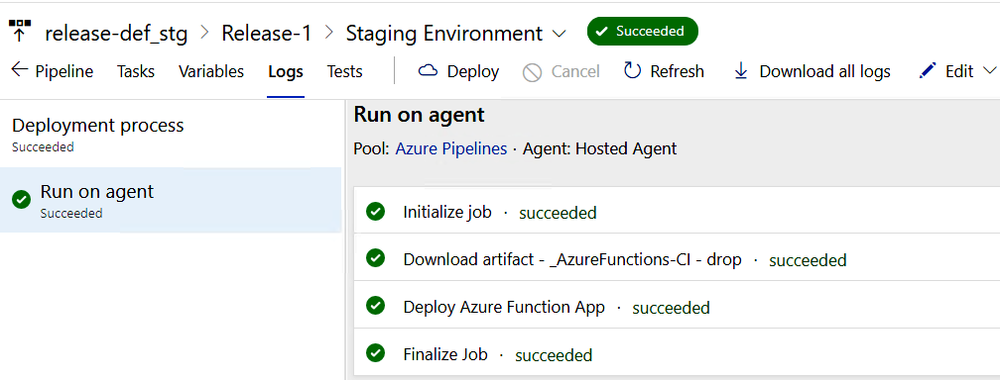 release-def_stg > Release-1 > Staging Environment Succeeded
Pipeline Tasks Variables Logs Tests Deploy Cancel Refresh Download all logs Edit
Deployment process
Succeeded
Run on agent
Succeeded
Run on agent
Pool: Azure Pipelines · Agent: Hosted Agent
Initialize job · succeeded
Download artifact - _AzureFunctions-CI - drop · succeeded
Deploy Azure Function App · succeeded
Finalize Job · succeeded